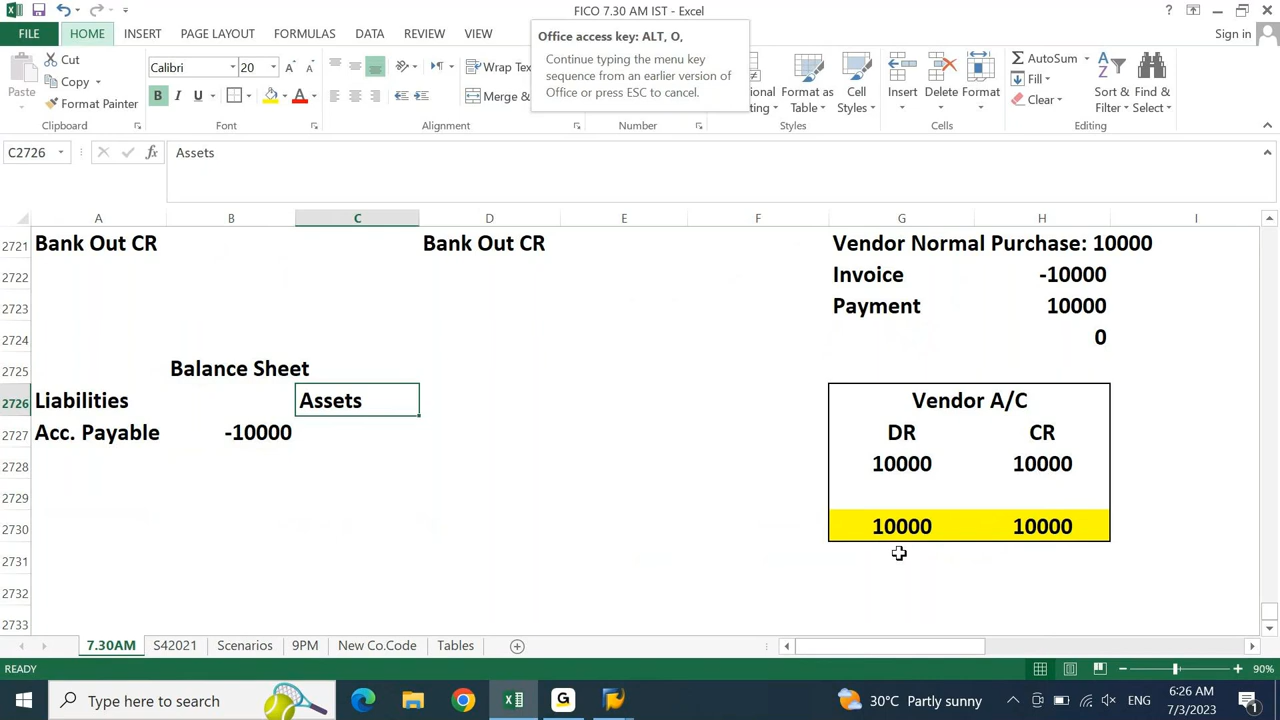 FICO 7.30 AM IST - Excel
? Sign in
FILE HOME INSERT PAGE LAYOUT FORMULAS DATA REVIEW VIEW
Office access key: ALT, O,
Continue typing the menu key
sequence from an earlier version of
Office or press ESC to cancel.
Paste
Cut
Copy
Format Painter
Clipboard
Calibri 20
B I U
Font
Wrap Tex
Merge &
Alignment
Number
Format as
Table
Cell
Styles
Styles
Insert Delete Format
Cells
AutoSum
Fill
Clear
Sort &
Filter
Find &
Select
Editing
C2726 fx Assets
A B C D E F G H I
2721 Bank Out CR Bank Out CR Vendor Normal Purchase: 10000
2722 Invoice -10000
2723 Payment 10000
2724 0
2725 Balance Sheet
2726 Liabilities Assets Vendor A/C
2727 Acc. Payable -10000 DR CR
2728 10000 10000
2729
2730 10000 10000
2731
2732
2733
7.30AM S42021 Scenarios 9PM New Co.Code Tables
READY 90%
Type here to search
30°C Partly sunny
ENG
6:26 AM
7/3/2023
1